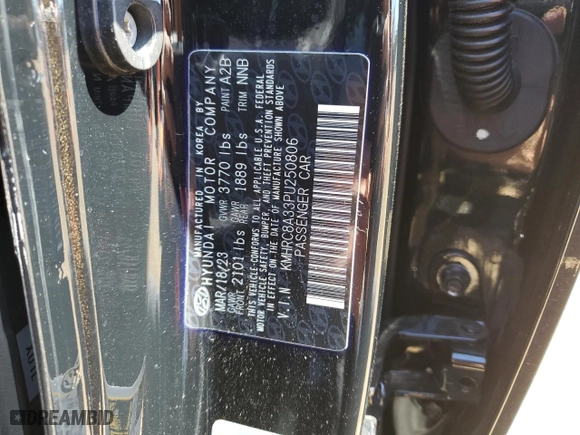 MANUFACTURED IN KOREA BY
HYUNDAI MOTOR COMPANY
MAR/18/23 GVWR 3770 lbs PAINT A2B
GAWR FRONT 2101 lbs GAWR REAR 1889 lbs TRIM NNB
THIS VEHICLE CONFORMS TO ALL APPLICABLE U.S.A. FEDERAL
MOTOR VEHICLE SAFETY, BUMPER, AND THEFT PREVENTION STANDARDS
IN EFFECT ON THE DATE OF MANUFACTURE SHOWN ABOVE
V.I.N : KMHRC8A33PU250806
PASSENGER CAR
DREAMBID